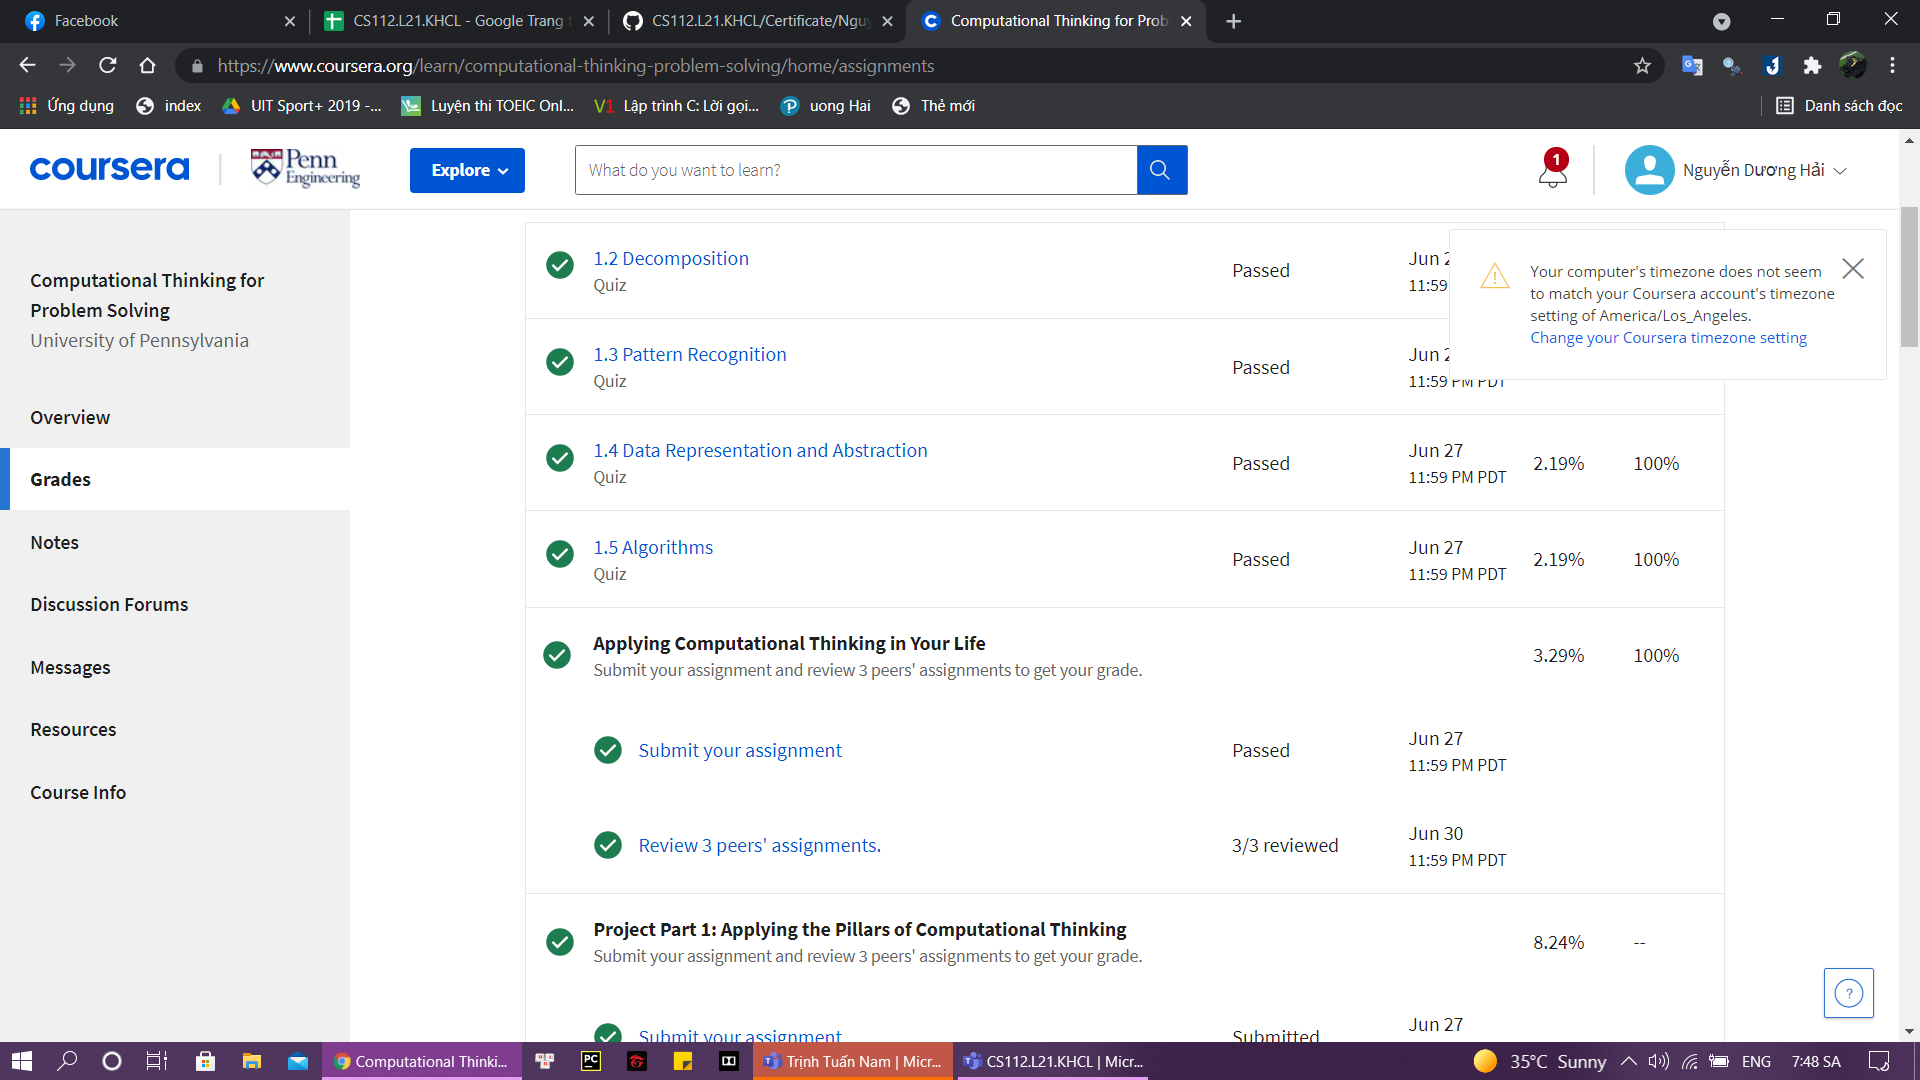 Facebook
CS112.L21.KHCL - Google Trang t
CS112.L21.KHCL/Certificate/Nguy
Computational Thinking for Prob
https://www.coursera.org/learn/computational-thinking-problem-solving/home/assignments
Ứng dụng
index
UIT Sport+ 2019 -...
Luyện thi TOEIC Onl...
V1 Lập trình C: Lời gọi...
uong Hai
Thẻ mới
Danh sách đọc
coursera
Penn Engineering
Explore
What do you want to learn?
1
Nguyễn Dương Hải
Computational Thinking for
Problem Solving
University of Pennsylvania
Overview
Grades
Notes
Discussion Forums
Messages
Resources
Course Info
1.2 Decomposition
Quiz
Passed
Jun 2
11:59
1.3 Pattern Recognition
Quiz
Passed
Jun 2
11:59 PM PDT
Your computer's timezone does not seem
to match your Coursera account's timezone
setting of America/Los_Angeles.
Change your Coursera timezone setting
1.4 Data Representation and Abstraction
Quiz
Passed
Jun 27
11:59 PM PDT
2.19%
100%
1.5 Algorithms
Quiz
Passed
Jun 27
11:59 PM PDT
2.19%
100%
Applying Computational Thinking in Your Life
Submit your assignment and review 3 peers' assignments to get your grade.
3.29%
100%
Submit your assignment
Passed
Jun 27
11:59 PM PDT
Review 3 peers' assignments.
3/3 reviewed
Jun 30
11:59 PM PDT
Project Part 1: Applying the Pillars of Computational Thinking
Submit your assignment and review 3 peers' assignments to get your grade.
8.24%
--
Submit your assignment
Submitted
Jun 27
?
Computational Thinki...
PC
Trịnh Tuấn Nam | Micr...
CS112.L21.KHCL | Micr...
35°C Sunny
ENG
7:48 SA